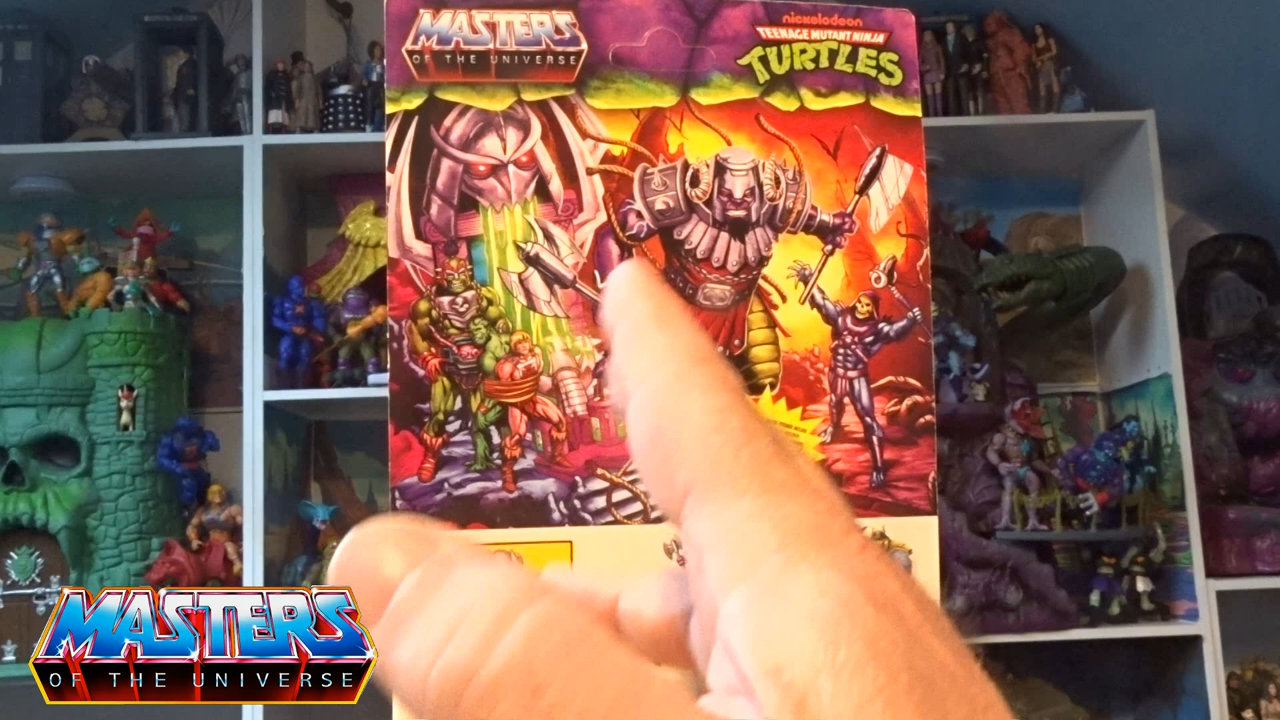 MASTERS
OF THE UNIVERSE
nickelodeon
TEENAGE MUTANT NINJA
TURTLES
MASTERS
OF THE UNIVERSE